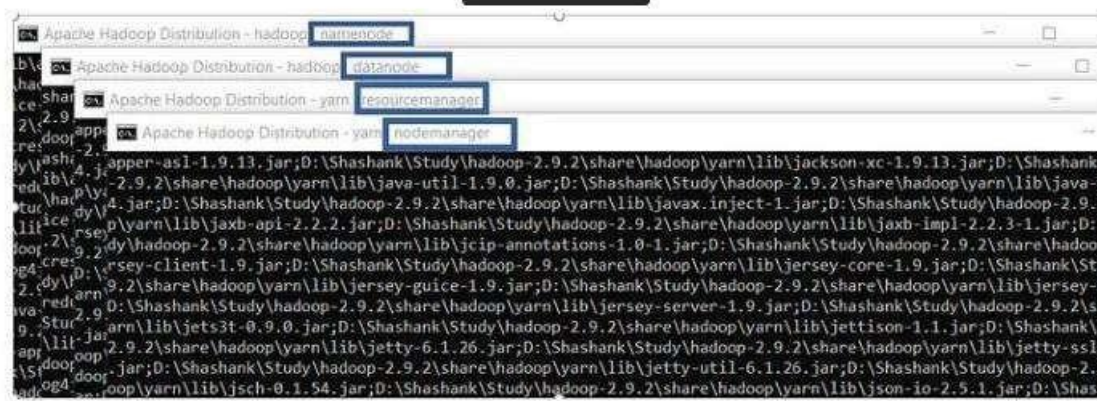 Apache Hadoop Distribution - hadoop namenode
Apache Hadoop Distribution - hadoop datanode
Apache Hadoop Distribution - yarn resourcemanager
Apache Hadoop Distribution - yarn nodemanager
apper-asl-1.9.13.jar;D:\Shashank\Study\hadoop-2.9.2\share\hadoop\yarn\lib\jackson-xc-1.9.13.jar;D:\Shashank
-2.9.2\share\hadoop\yarn\lib\java-util-1.9.0.jar;D:\Shashank\Study\hadoop-2.9.2\share\hadoop\yarn\lib\java-
4.jar;D:\Shashank\Study\hadoop-2.9.2\share\hadoop\yarn\lib\javax.inject-1.jar;D:\Shashank\Study\hadoop-2.9.
p\yarn\lib\jaxb-api-2.2.2.jar;D:\Shashank\Study\hadoop-2.9.2\share\hadoop\yarn\lib\jaxb-impl-2.2.3-1.jar;D:
dy\hadoop-2.9.2\share\hadoop\yarn\lib\jcip-annotations-1.0-1.jar;D:\Shashank\Study\hadoop-2.9.2\share\hadoo
rsey-client-1.9.jar;D:\Shashank\Study\hadoop-2.9.2\share\hadoop\yarn\lib\jersey-core-1.9.jar;D:\Shashank\St
9.2\share\hadoop\yarn\lib\jersey-guice-1.9.jar;D:\Shashank\Study\hadoop-2.9.2\share\hadoop\yarn\lib\jersey-
D:\Shashank\Study\hadoop-2.9.2\share\hadoop\yarn\lib\jersey-server-1.9.jar;D:\Shashank\Study\hadoop-2.9.2\s
arn\lib\jets3t-0.9.0.jar;D:\Shashank\Study\hadoop-2.9.2\share\hadoop\yarn\lib\jettison-1.1.jar;D:\Shashank\
2.9.2\share\hadoop\yarn\lib\jetty-6.1.26.jar;D:\Shashank\Study\hadoop-2.9.2\share\hadoop\yarn\lib\jetty-ssl
.jar;D:\Shashank\Study\hadoop-2.9.2\share\hadoop\yarn\lib\jetty-util-6.1.26.jar;D:\Shashank\Study\hadoop-2.
oop\yarn\lib\jsch-0.1.54.jar;D:\Shashank\Study\hadoop-2.9.2\share\hadoop\yarn\lib\json-io-2.5.1.jar;D:\Shas